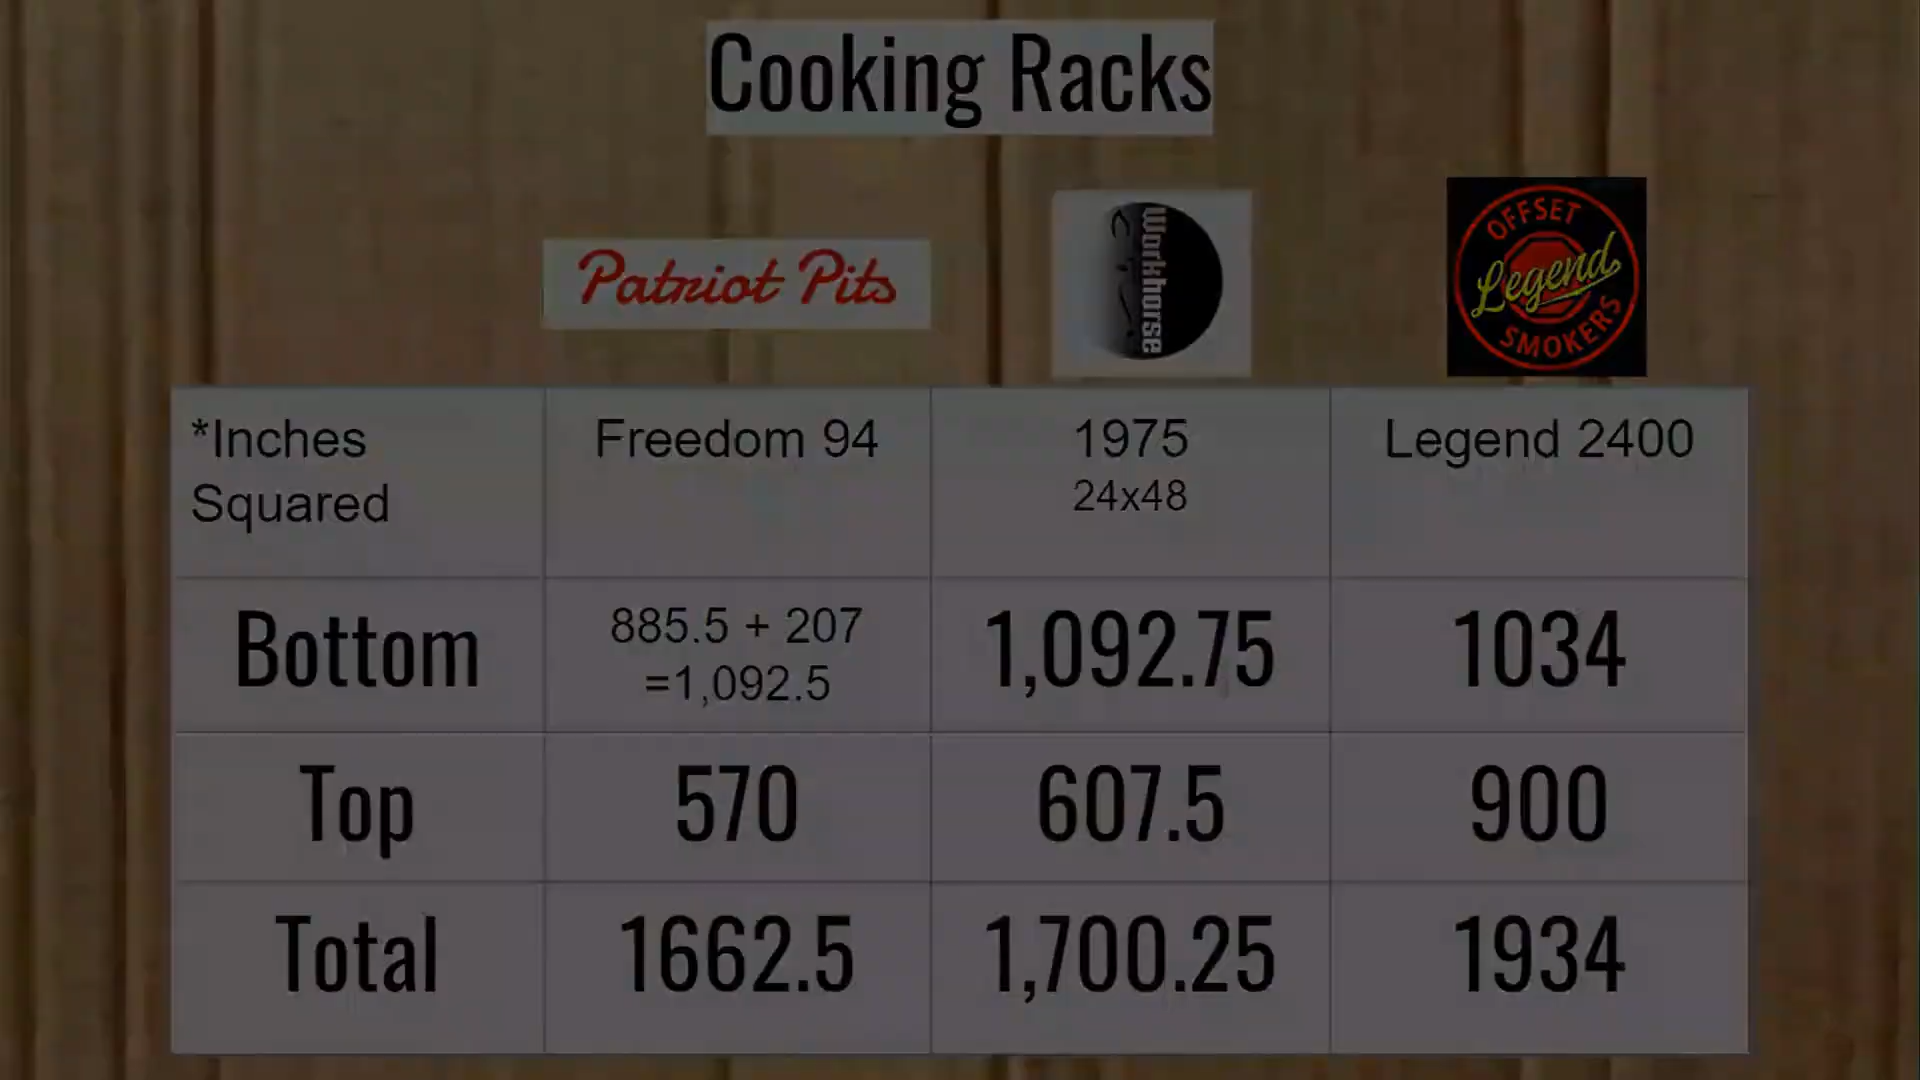 Cooking Racks
Patriot Pits
Workhorse
OFFSET
Legend
SMOKERS
*Inches
Squared
Freedom 94
1975
24x48
Legend 2400
Bottom
885.5 + 207
=1,092.5
1,092.75
1034
Top
570
607.5
900
Total
1662.5
1,700.25
1934